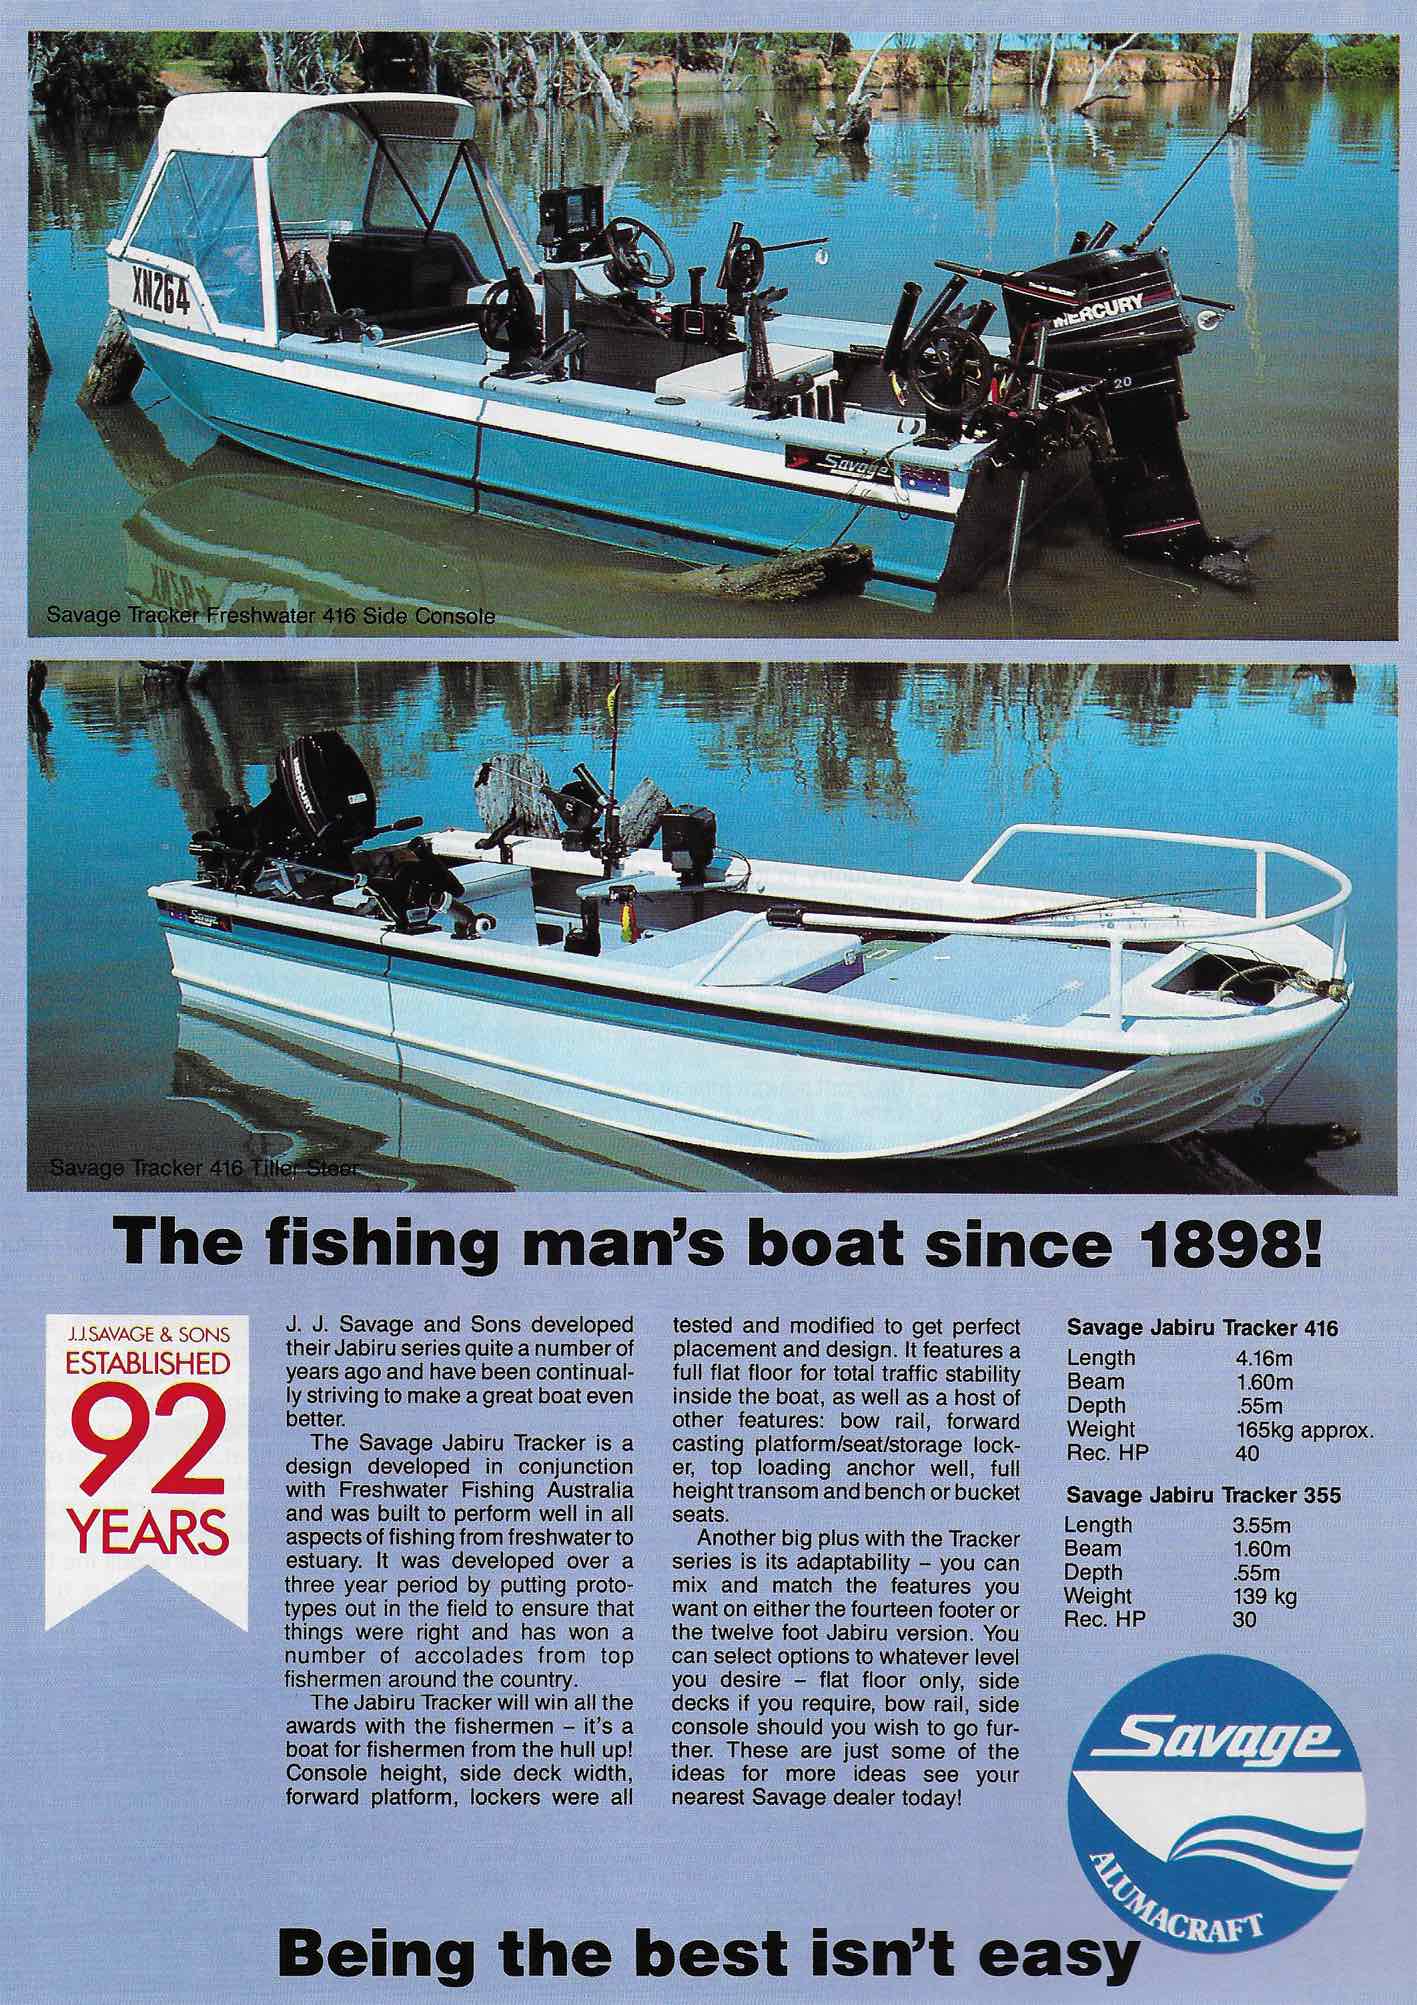 XN264
MERCURY
20
Savage
Savage Tracker Freshwater 416 Side Console
MERCURY
Savage
Savage Tracker 416 Tiller Steer
The fishing man's boat since 1898!
J.J.SAVAGE & SONS
ESTABLISHED
92
YEARS
J. J. Savage and Sons developed
their Jabiru series quite a number of
years ago and have been continual-
ly striving to make a great boat even
better.
The Savage Jabiru Tracker is a
design developed in conjunction
with Freshwater Fishing Australia
and was built to perform well in all
aspects of fishing from freshwater to
estuary. It was developed over a
three year period by putting proto-
types out in the field to ensure that
things were right and has won a
number of accolades from top
fishermen around the country.
The Jabiru Tracker will win all the
awards with the fishermen – it's a
boat for fishermen from the hull up!
Console height, side deck width,
forward platform, lockers were all
tested and modified to get perfect
placement and design. It features a
full flat floor for total traffic stability
inside the boat, as well as a host of
other features: bow rail, forward
casting platform/seat/storage lock-
er, top loading anchor well, full
height transom and bench or bucket
seats.
Another big plus with the Tracker
series is its adaptability – you can
mix and match the features you
want on either the fourteen footer or
the twelve foot Jabiru version. You
can select options to whatever level
you desire – flat floor only, side
decks if you require, bow rail, side
console should you wish to go fur-
ther. These are just some of the
ideas for more ideas see your
nearest Savage dealer today!
Savage Jabiru Tracker 416
Length 4.16m
Beam 1.60m
Depth .55m
Weight 165kg approx.
Rec. HP 40
Savage Jabiru Tracker 355
Length 3.55m
Beam 1.60m
Depth .55m
Weight 139 kg
Rec. HP 30
Savage
ALUMACRAFT
Being the best isn't easy